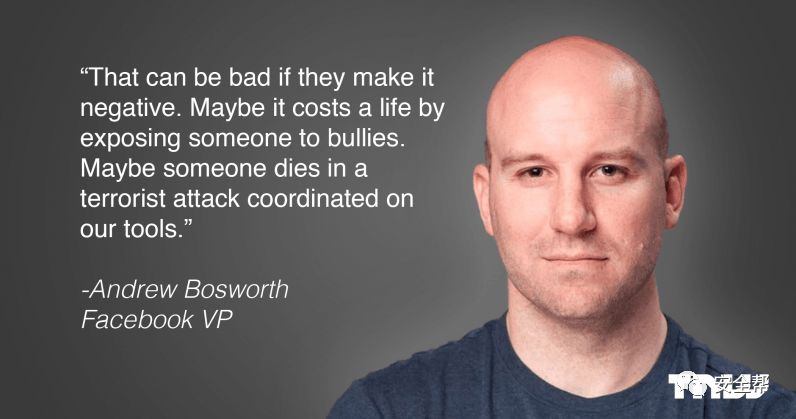 “That can be bad if they make it
negative. Maybe it costs a life by
exposing someone to bullies.
Maybe someone dies in a
terrorist attack coordinated on
our tools.”
-Andrew Bosworth
Facebook VP
安全帮